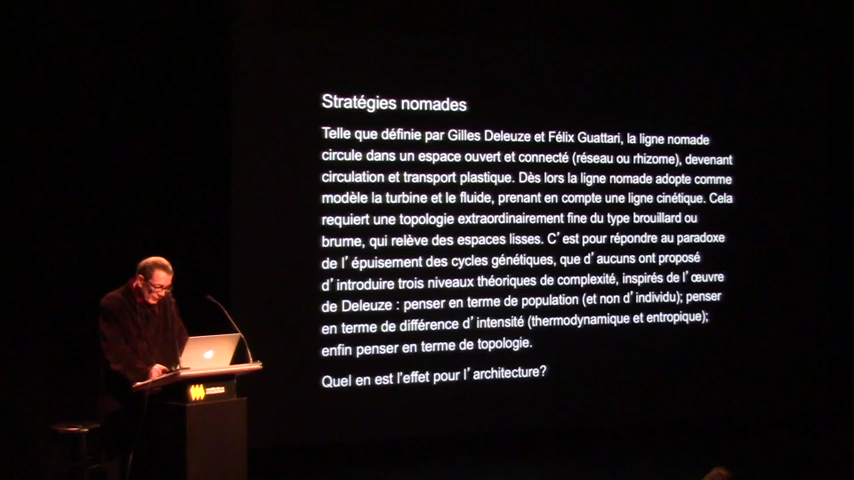 Stratégies nomades
Telle que définie par Gilles Deleuze et Félix Guattari, la ligne nomade
circule dans un espace ouvert et connecté (réseau ou rhizome), devenant
circulation et transport plastique. Dès lors la ligne nomade adopte comme
modèle la turbine et le fluide, prenant en compte une ligne cinétique. Cela
requiert une topologie extraordinairement fine du type brouillard ou
brume, qui relève des espaces lisses. C’ est pour répondre au paradoxe
de l’ épuisement des cycles génétiques, que d’ aucuns ont proposé
d’ introduire trois niveaux théoriques de complexité, inspirés de l’ œuvre
de Deleuze : penser en terme de population (et non d’ individu); penser
en terme de différence d’ intensité (thermodynamique et entropique);
enfin penser en terme de topologie.
Quel en est l’effet pour l’ architecture?